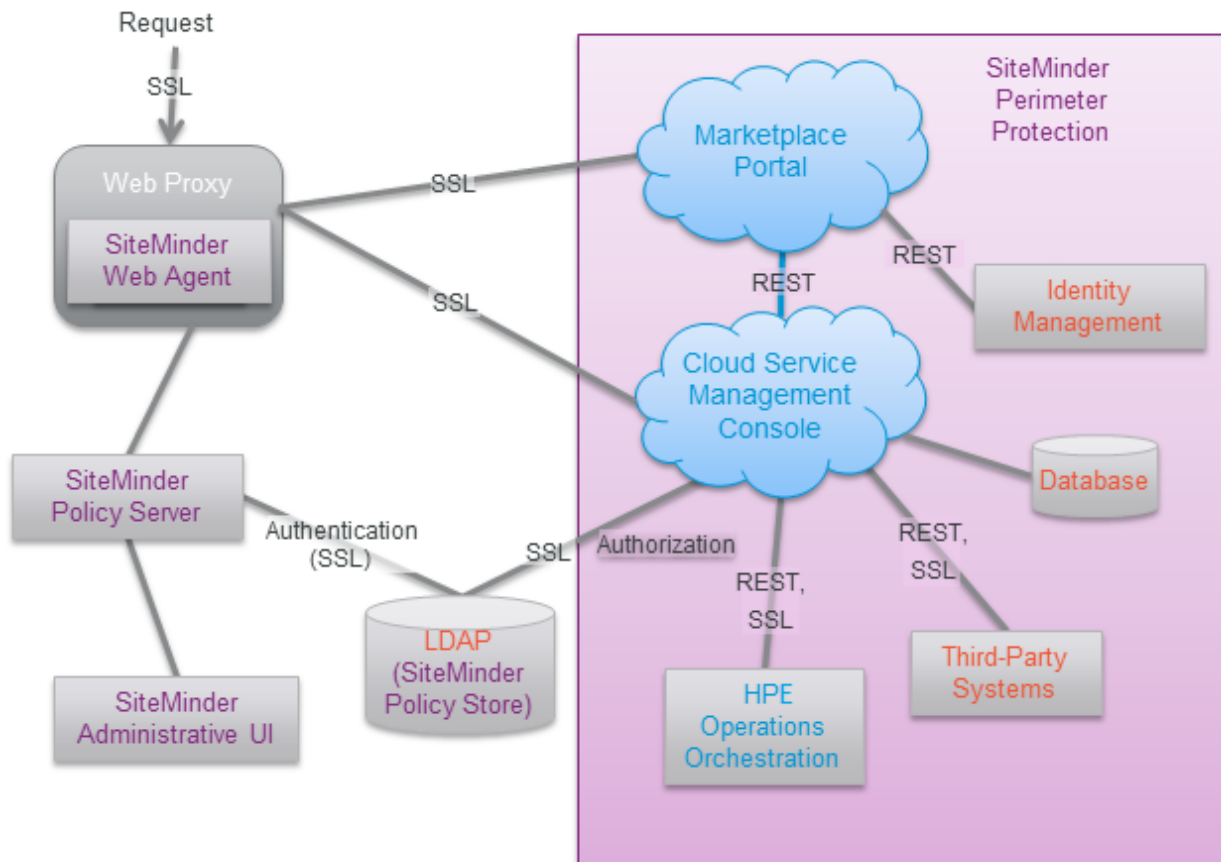 Request
SSL
Web Proxy
SiteMinder
Web Agent
SSL
SSL
SiteMinder
Perimeter
Protection
Marketplace
Portal
REST
REST
Identity
Management
Cloud Service
Management
Console
Database
SiteMinder
Policy Server
Authentication
(SSL)
SSL
Authorization
REST,
SSL
REST,
SSL
LDAP
(SiteMinder
Policy Store)
SiteMinder
Administrative UI
HPE
Operations
Orchestration
Third-Party
Systems